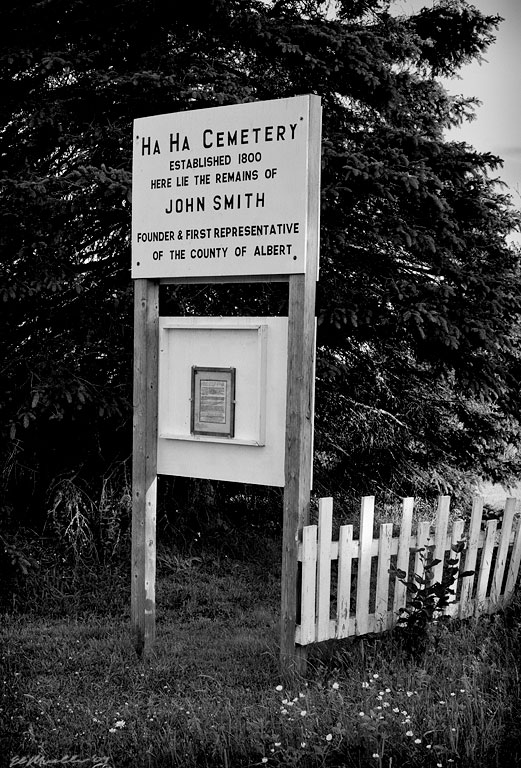 HA HA CEMETERY
ESTABLISHED 1800
HERE LIE THE REMAINS OF
JOHN SMITH
FOUNDER & FIRST REPRESENTATIVE
OF THE COUNTY OF ALBERT